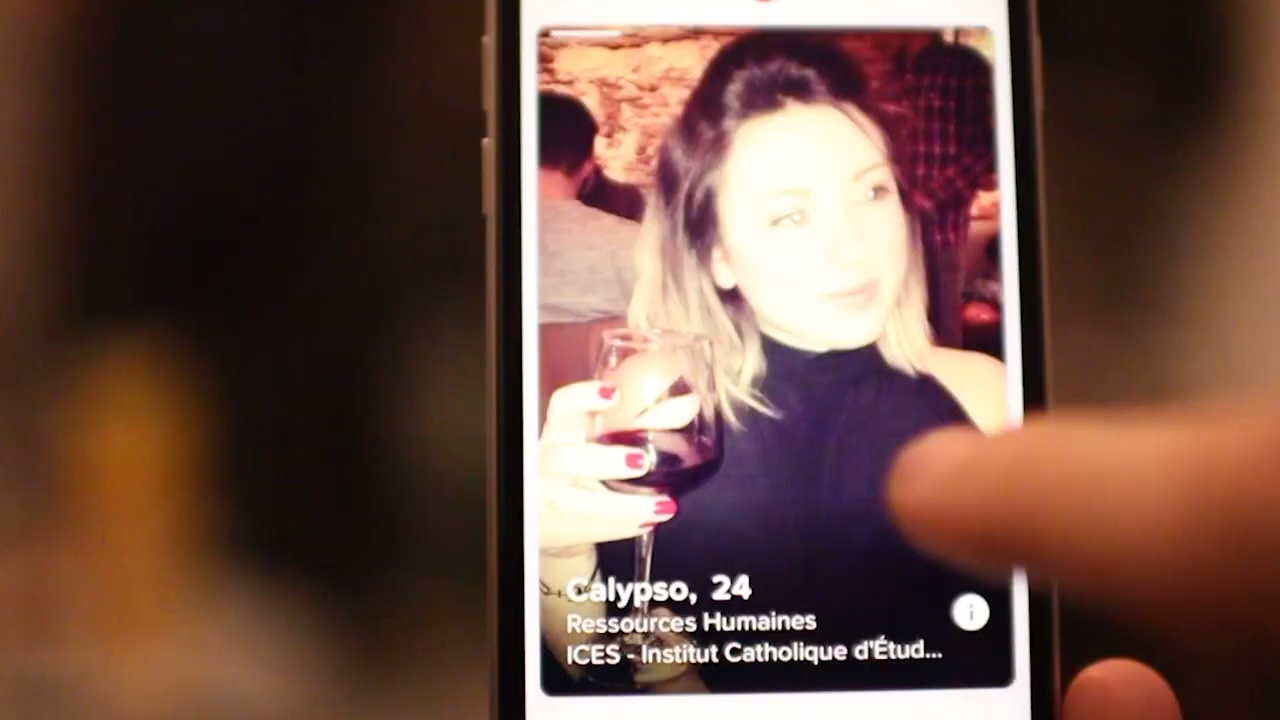 Calypso, 24
Ressources Humaines
ICES - Institut Catholique d'Étud...